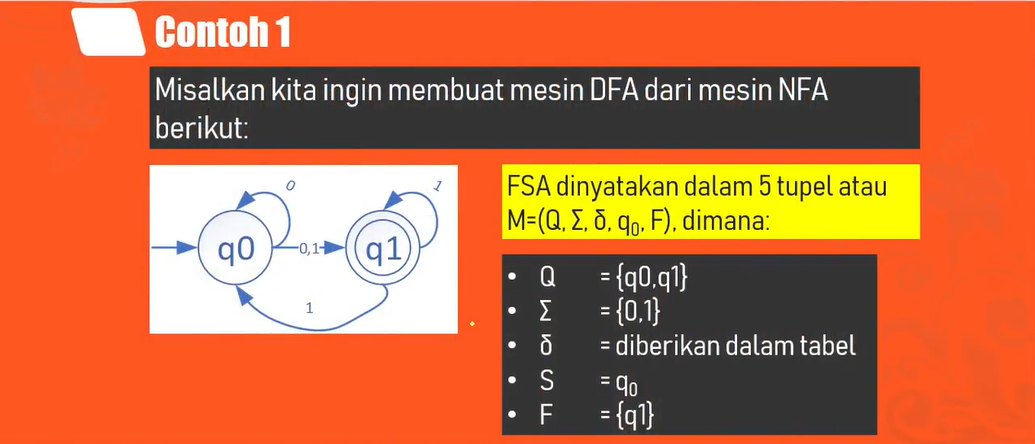 Contoh 1
Misalkan kita ingin membuat mesin DFA dari mesin NFA
berikut:
0
1
q0
0,1
q1
1
FSA dinyatakan dalam 5 tupel atau
M=(Q, Σ, δ, q₀, F), dimana:
• Q = {q0,q1}
• Σ = {0,1}
• δ = diberikan dalam tabel
• S = q₀
• F = {q1}